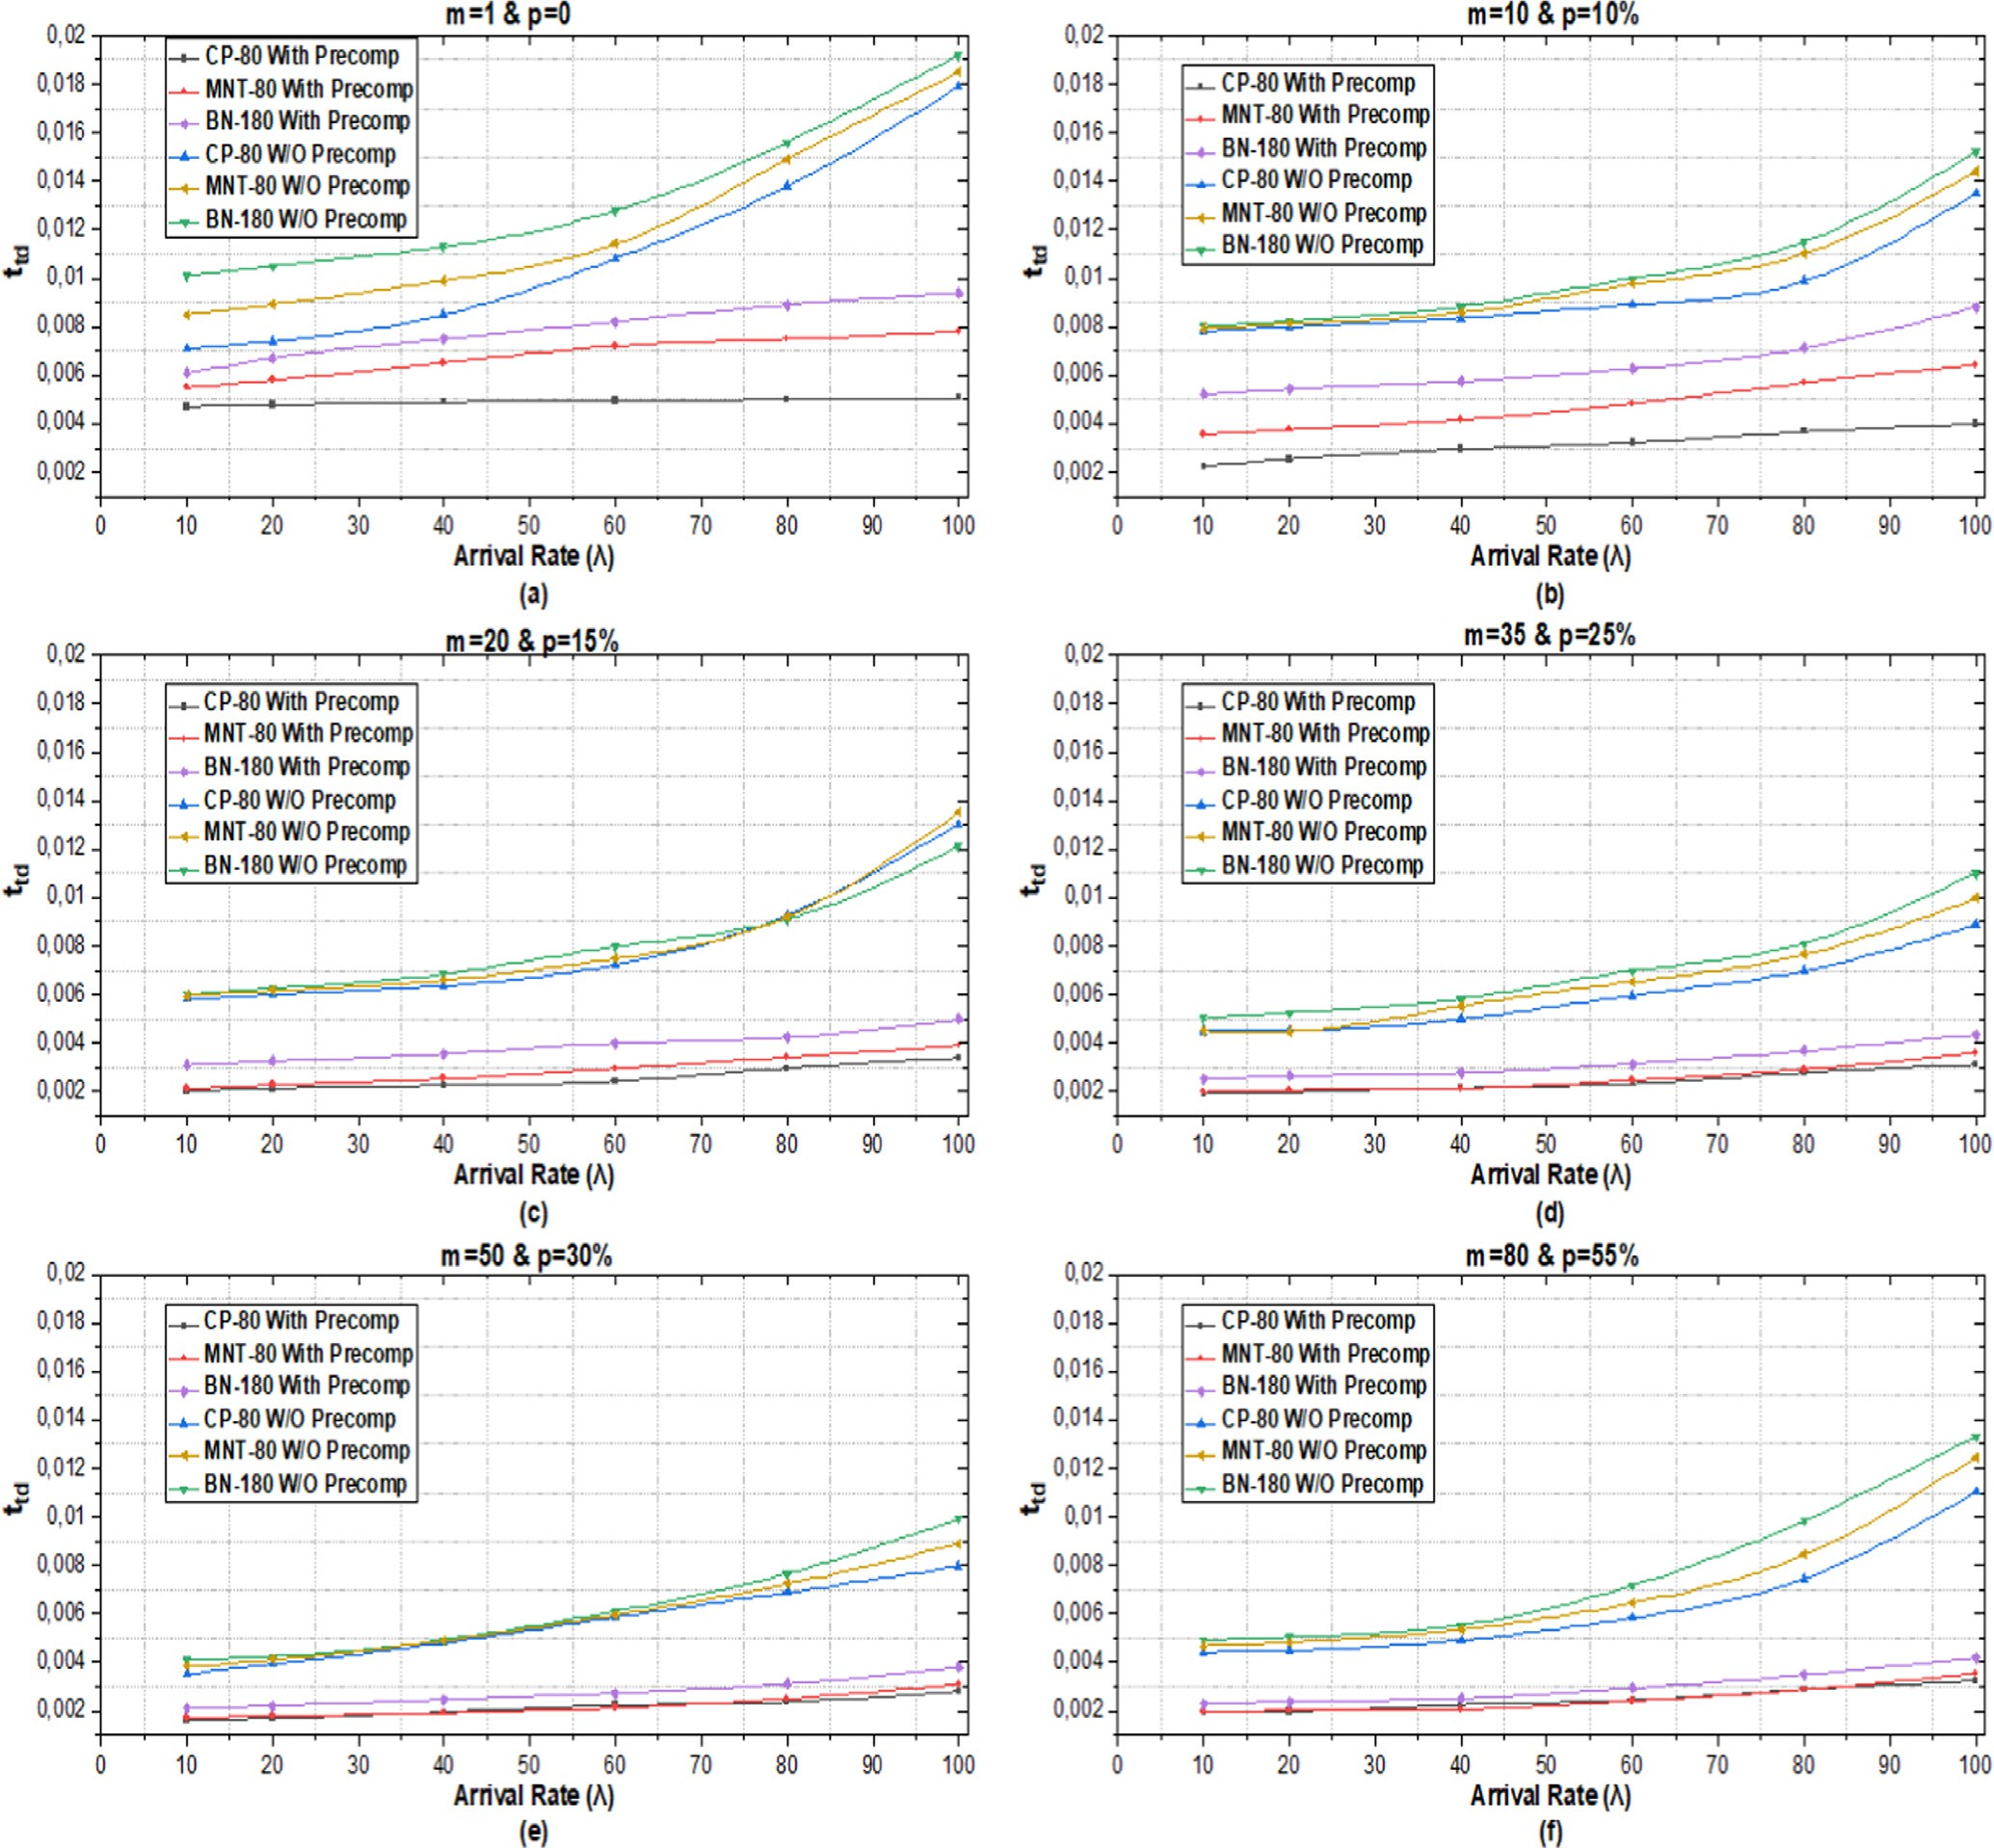 m=1 & p=0
0,02
0,018
0,016
0,014
0,012
0,01
0,008
0,006
0,004
0,002
t_td
CP-80 With Precomp
MNT-80 With Precomp
BN-180 With Precomp
CP-80 W/O Precomp
MNT-80 W/O Precomp
BN-180 W/O Precomp
0 10 20 30 40 50 60 70 80 90 100
Arrival Rate (λ)
(a)
m=10 & p=10%
0,02
0,018
0,016
0,014
0,012
0,01
0,008
0,006
0,004
0,002
t_td
CP-80 With Precomp
MNT-80 With Precomp
BN-180 With Precomp
CP-80 W/O Precomp
MNT-80 W/O Precomp
BN-180 W/O Precomp
0 10 20 30 40 50 60 70 80 90 100
Arrival Rate (λ)
(b)
m=20 & p=15%
0,02
0,018
0,016
0,014
0,012
0,01
0,008
0,006
0,004
0,002
t_td
CP-80 With Precomp
MNT-80 With Precomp
BN-180 With Precomp
CP-80 W/O Precomp
MNT-80 W/O Precomp
BN-180 W/O Precomp
0 10 20 30 40 50 60 70 80 90 100
Arrival Rate (λ)
(c)
m=35 & p=25%
0,02
0,018
0,016
0,014
0,012
0,01
0,008
0,006
0,004
0,002
t_td
CP-80 With Precomp
MNT-80 With Precomp
BN-180 With Precomp
CP-80 W/O Precomp
MNT-80 W/O Precomp
BN-180 W/O Precomp
0 10 20 30 40 50 60 70 80 90 100
Arrival Rate (λ)
(d)
m=50 & p=30%
0,02
0,018
0,016
0,014
0,012
0,01
0,008
0,006
0,004
0,002
t_td
CP-80 With Precomp
MNT-80 With Precomp
BN-180 With Precomp
CP-80 W/O Precomp
MNT-80 W/O Precomp
BN-180 W/O Precomp
0 10 20 30 40 50 60 70 80 90 100
Arrival Rate (λ)
(e)
m=80 & p=55%
0,02
0,018
0,016
0,014
0,012
0,01
0,008
0,006
0,004
0,002
t_td
CP-80 With Precomp
MNT-80 With Precomp
BN-180 With Precomp
CP-80 W/O Precomp
MNT-80 W/O Precomp
BN-180 W/O Precomp
0 10 20 30 40 50 60 70 80 90 100
Arrival Rate (λ)
(f)